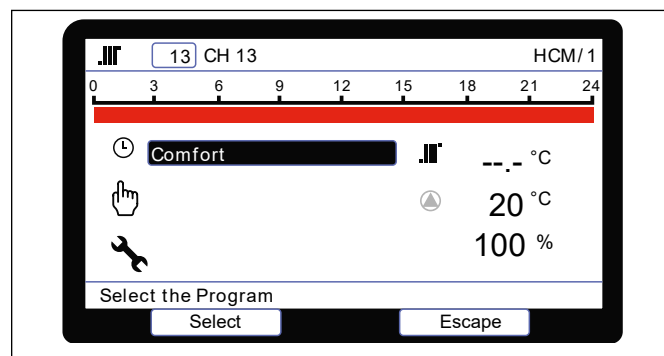 13 CH 13 HCM/1
0 3 6 9 12 15 18 21 24
Comfort --.- °C
20 °C
100 %
Select the Program
Select Escape